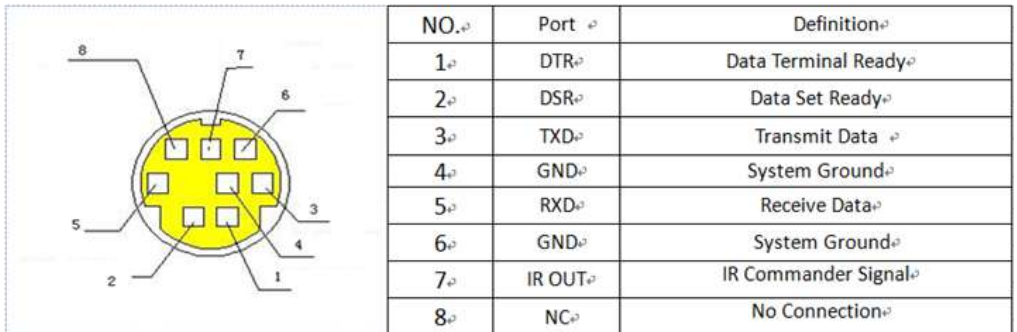 8
7
6
5
3
4
2
1
NO. Port Definition
1 DTR Data Terminal Ready
2 DSR Data Set Ready
3 TXD Transmit Data
4 GND System Ground
5 RXD Receive Data
6 GND System Ground
7 IR OUT IR Commander Signal
8 NC No Connection